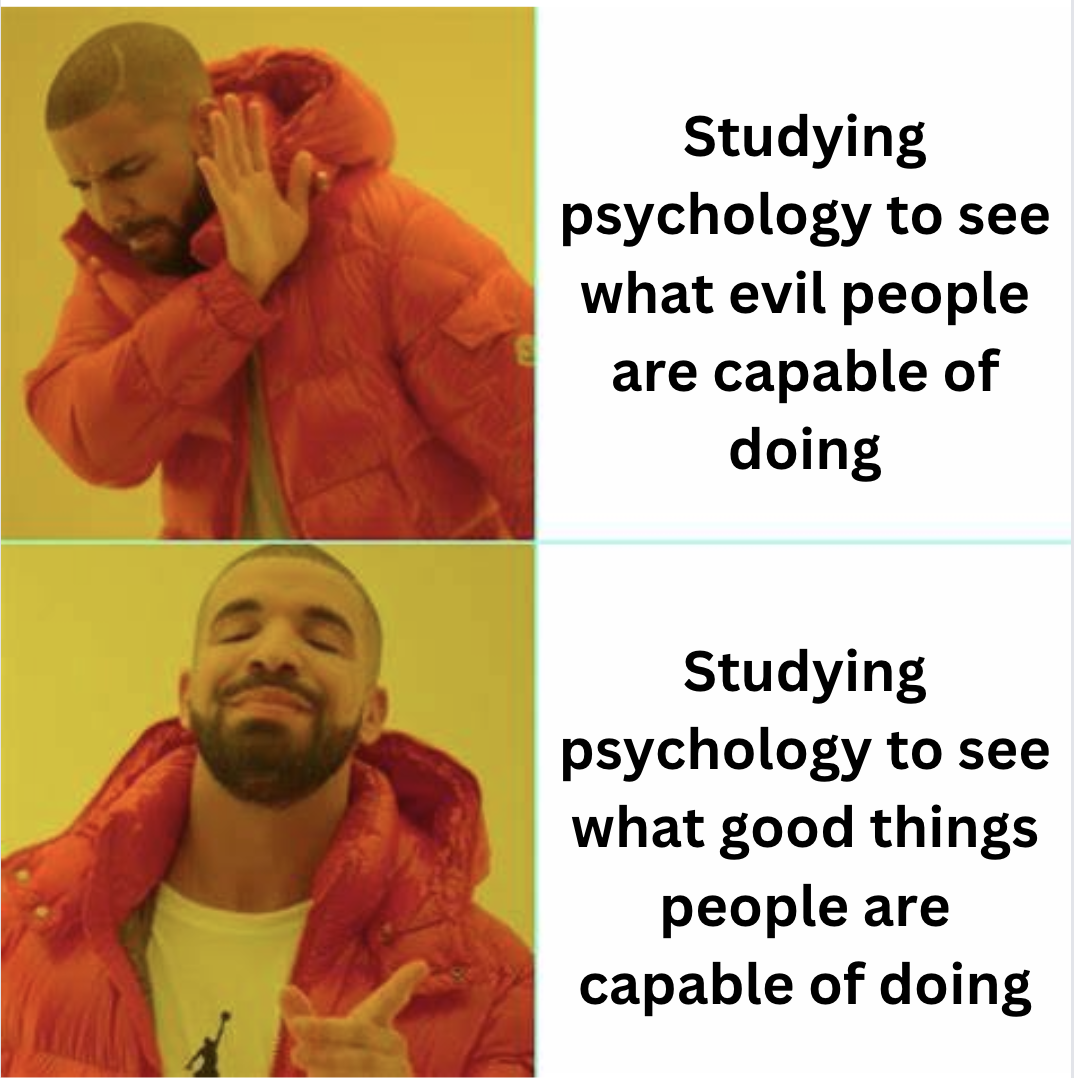 Studying
psychology to see
what evil people
are capable of
doing
Studying
psychology to see
what good things
people are
capable of doing